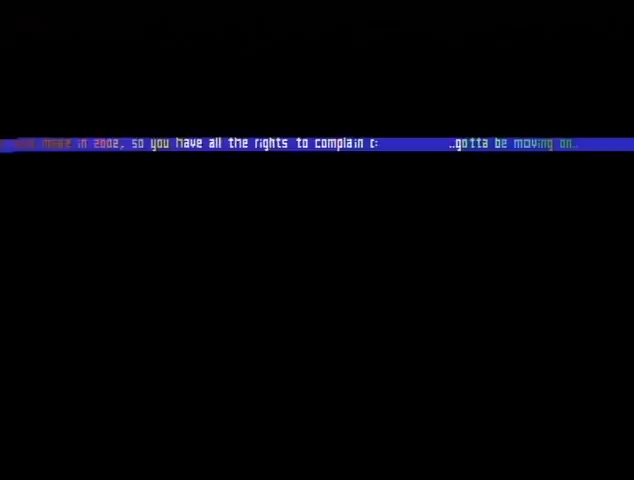 in 2002, so you have all the rights to complain c: ..gotta be moving on..